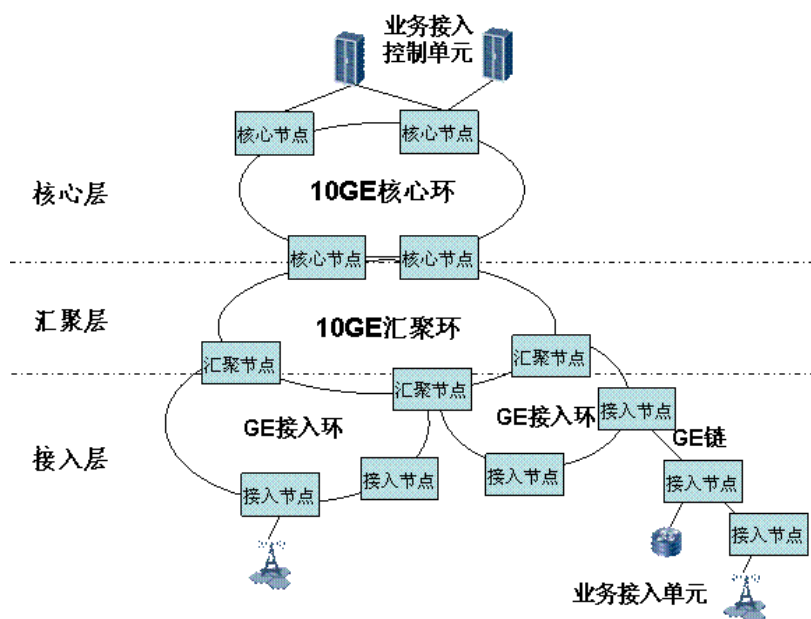 业务接入
控制单元
核心节点
核心节点
核心层
10GE核心环
核心节点
核心节点
汇聚层
10GE汇聚环
汇聚节点
汇聚节点
汇聚节点
GE接入环
GE接入环
接入节点
GE链
接入层
接入节点
接入节点
接入节点
接入节点
接入节点
业务接入单元